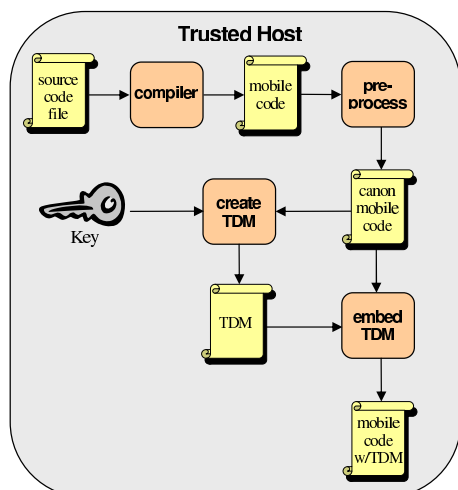 Trusted Host
source
code
file
compiler
mobile
code
pre-
process
canon
mobile
code
create
TDM
Key
TDM
embed
TDM
mobile
code
w/TDM